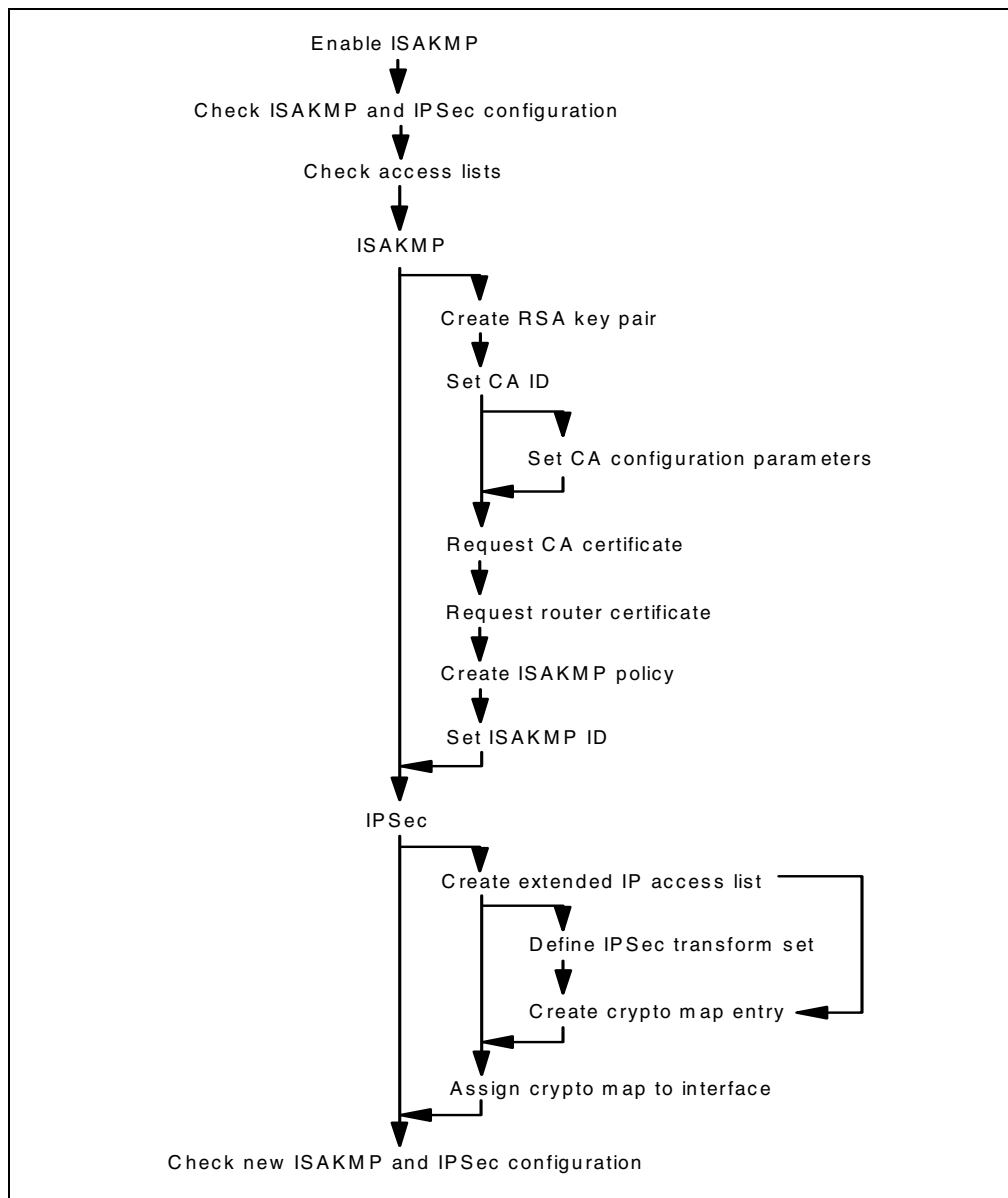 Enable ISAKMP
Check ISAKMP and IPSec configuration
Check access lists
ISAKMP
Create RSA key pair
Set CA ID
Set CA configuration parameters
Request CA certificate
Request router certificate
Create ISAKMP policy
Set ISAKMP ID
IPSec
Create extended IP access list
Define IPSec transform set
Create crypto map entry
Assign crypto map to interface
Check new ISAKMP and IPSec configuration